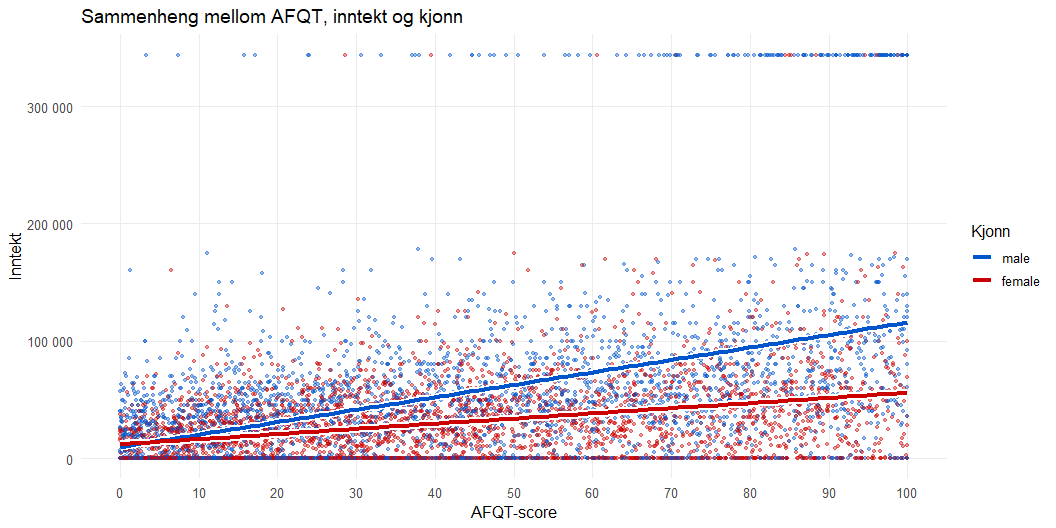 Sammenheng mellom AFQT, inntekt og kjonn
300 000
200 000
100 000
0
Inntekt
0 10 20 30 40 50 60 70 80 90 100
AFQT-score
Kjonn
male
female